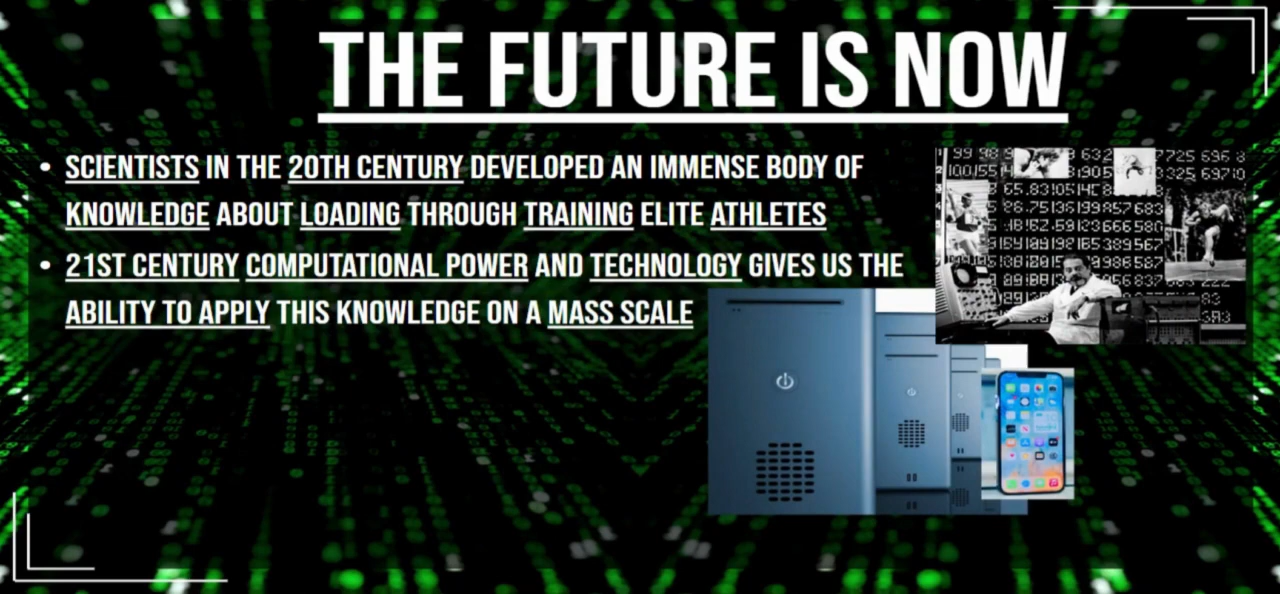 THE FUTURE IS NOW
• SCIENTISTS IN THE 20TH CENTURY DEVELOPED AN IMMENSE BODY OF
KNOWLEDGE ABOUT LOADING THROUGH TRAINING ELITE ATHLETES
• 21ST CENTURY COMPUTATIONAL POWER AND TECHNOLOGY GIVES US THE
ABILITY TO APPLY THIS KNOWLEDGE ON A MASS SCALE